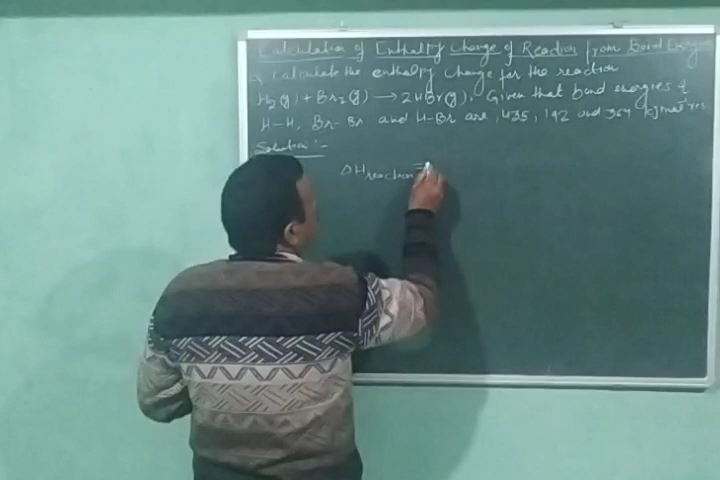 Calculation of Enthalpy Change of Reaction from Bond Energies
Calculate the enthalpy change for the reaction
H2(g) + Br2(g) → 2HBr(g). Given that bond energies of
H-H, Br-Br and H-Br are, 435, 192 and 364 kJ mol⁻¹ res
Solution :-
ΔHreaction =